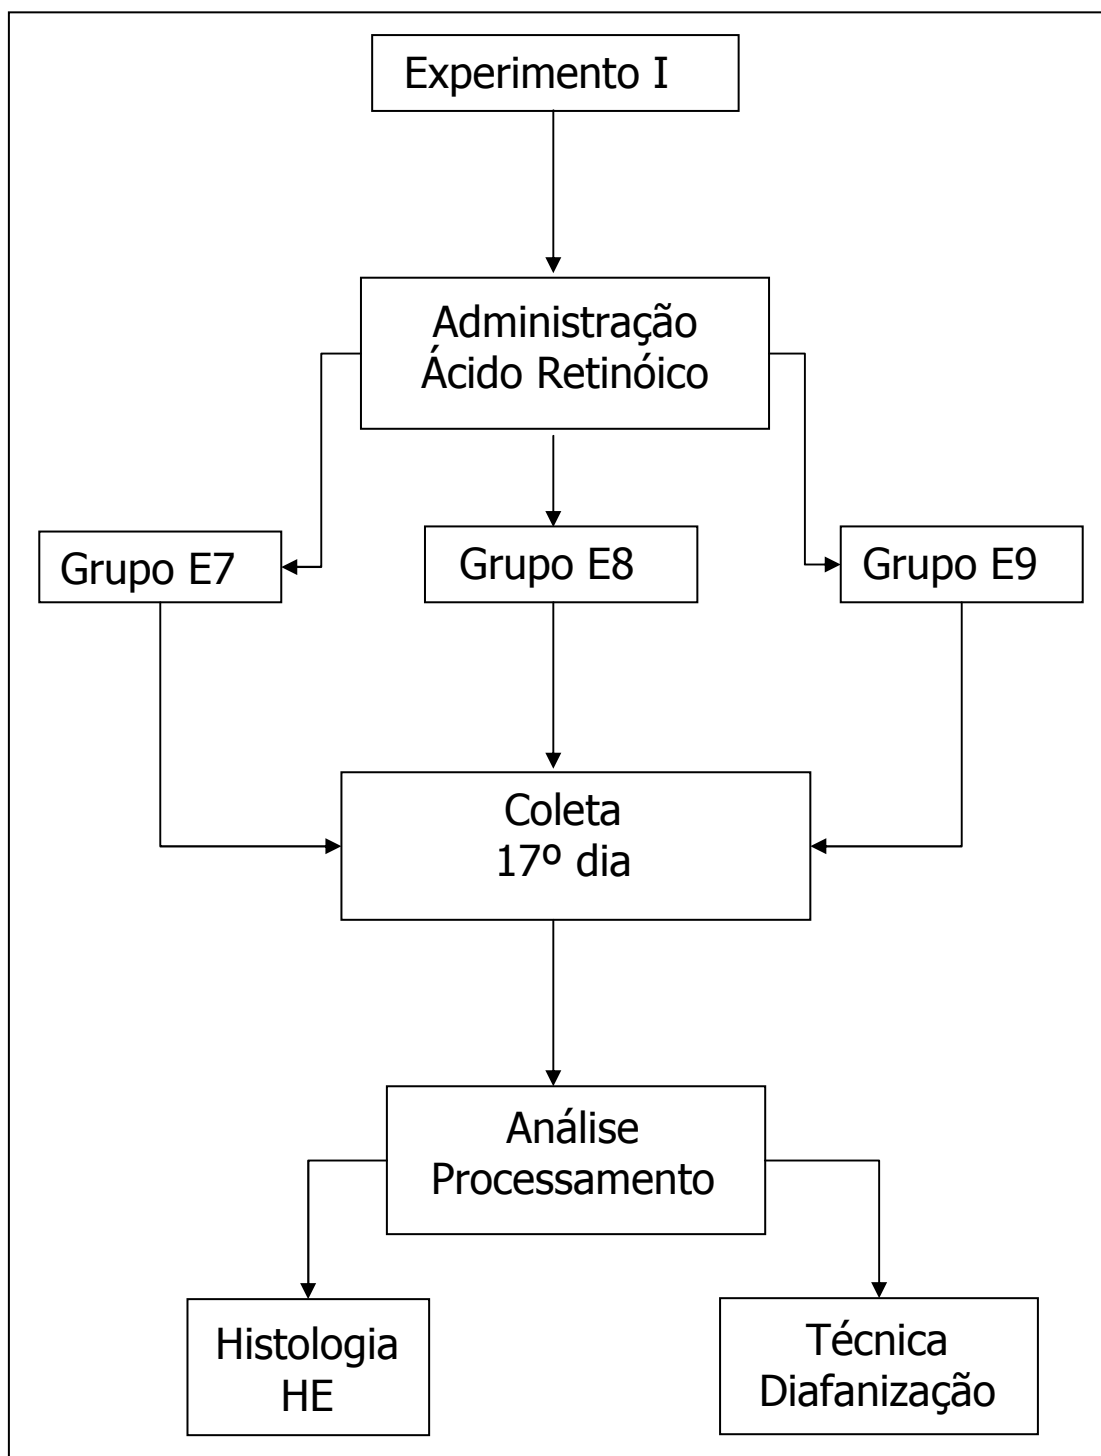 Experimento I
Administração
Ácido Retinóico
Grupo E7
Grupo E8
Grupo E9
Coleta
17º dia
Análise
Processamento
Histologia
HE
Técnica
Diafanização